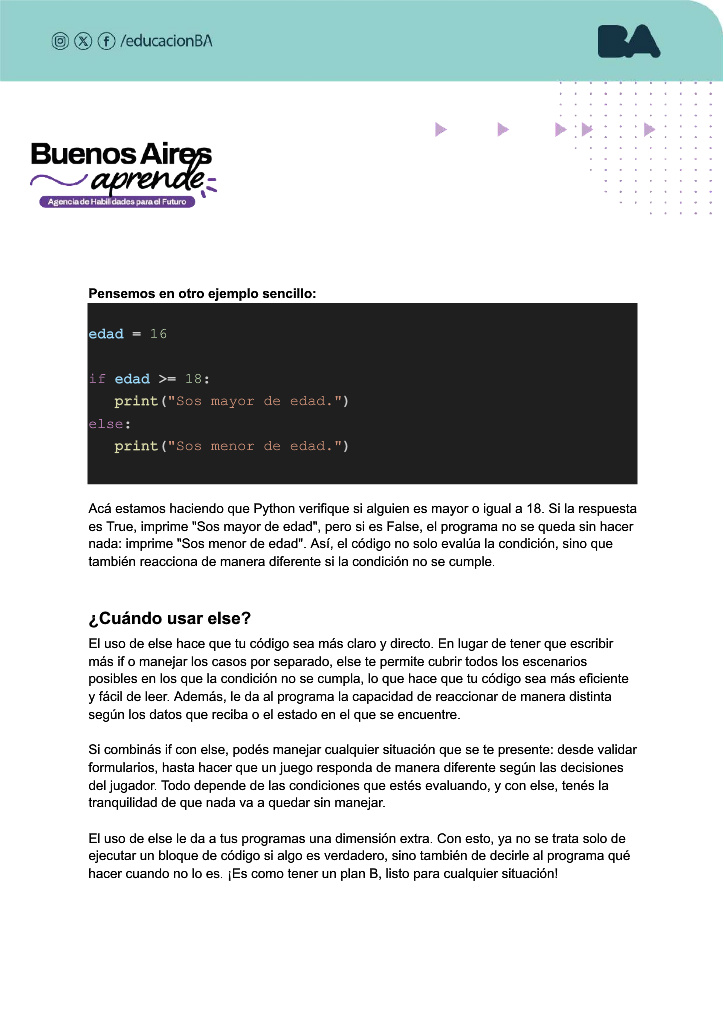 /educacionBA
BA
Buenos Aires
aprende
Agencia de Habilidades para el Futuro
Pensemos en otro ejemplo sencillo:
edad = 16
if edad >= 18:
   print("Sos mayor de edad.")
else:
   print("Sos menor de edad.")
Acá estamos haciendo que Python verifique si alguien es mayor o igual a 18. Si la respuesta
es True, imprime "Sos mayor de edad", pero si es False, el programa no se queda sin hacer
nada: imprime "Sos menor de edad". Así, el código no solo evalúa la condición, sino que
también reacciona de manera diferente si la condición no se cumple.
¿Cuándo usar else?
El uso de else hace que tu código sea más claro y directo. En lugar de tener que escribir
más if o manejar los casos por separado, else te permite cubrir todos los escenarios
posibles en los que la condición no se cumpla, lo que hace que tu código sea más eficiente
y fácil de leer. Además, le da al programa la capacidad de reaccionar de manera distinta
según los datos que reciba o el estado en el que se encuentre.
Si combinás if con else, podés manejar cualquier situación que se te presente: desde validar
formularios, hasta hacer que un juego responda de manera diferente según las decisiones
del jugador. Todo depende de las condiciones que estés evaluando, y con else, tenés la
tranquilidad de que nada va a quedar sin manejar.
El uso de else le da a tus programas una dimensión extra. Con esto, ya no se trata solo de
ejecutar un bloque de código si algo es verdadero, sino también de decirle al programa qué
hacer cuando no lo es. ¡Es como tener un plan B, listo para cualquier situación!